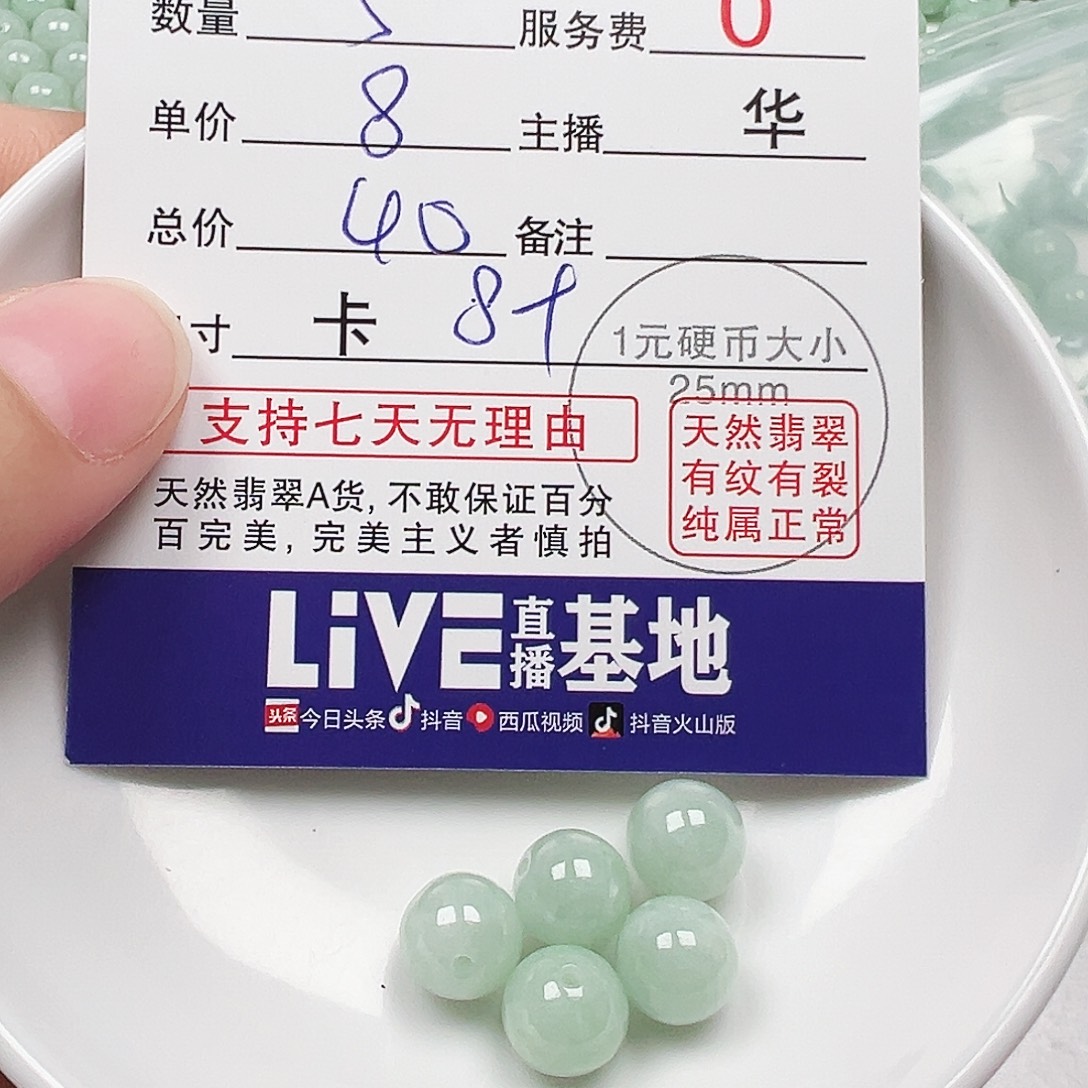 数量 5 服务费 0
单价 8 主播 华
总价 40 备注
寸 卡 8+
1元硬币大小
25mm
支持七天无理由
天然翡翠
有纹有裂
纯属正常
天然翡翠A货,不敢保证百分
百完美,完美主义者慎拍
LiVE直播基地
头条 今日头条 抖音 西瓜视频 抖音火山版